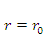 r = r₀